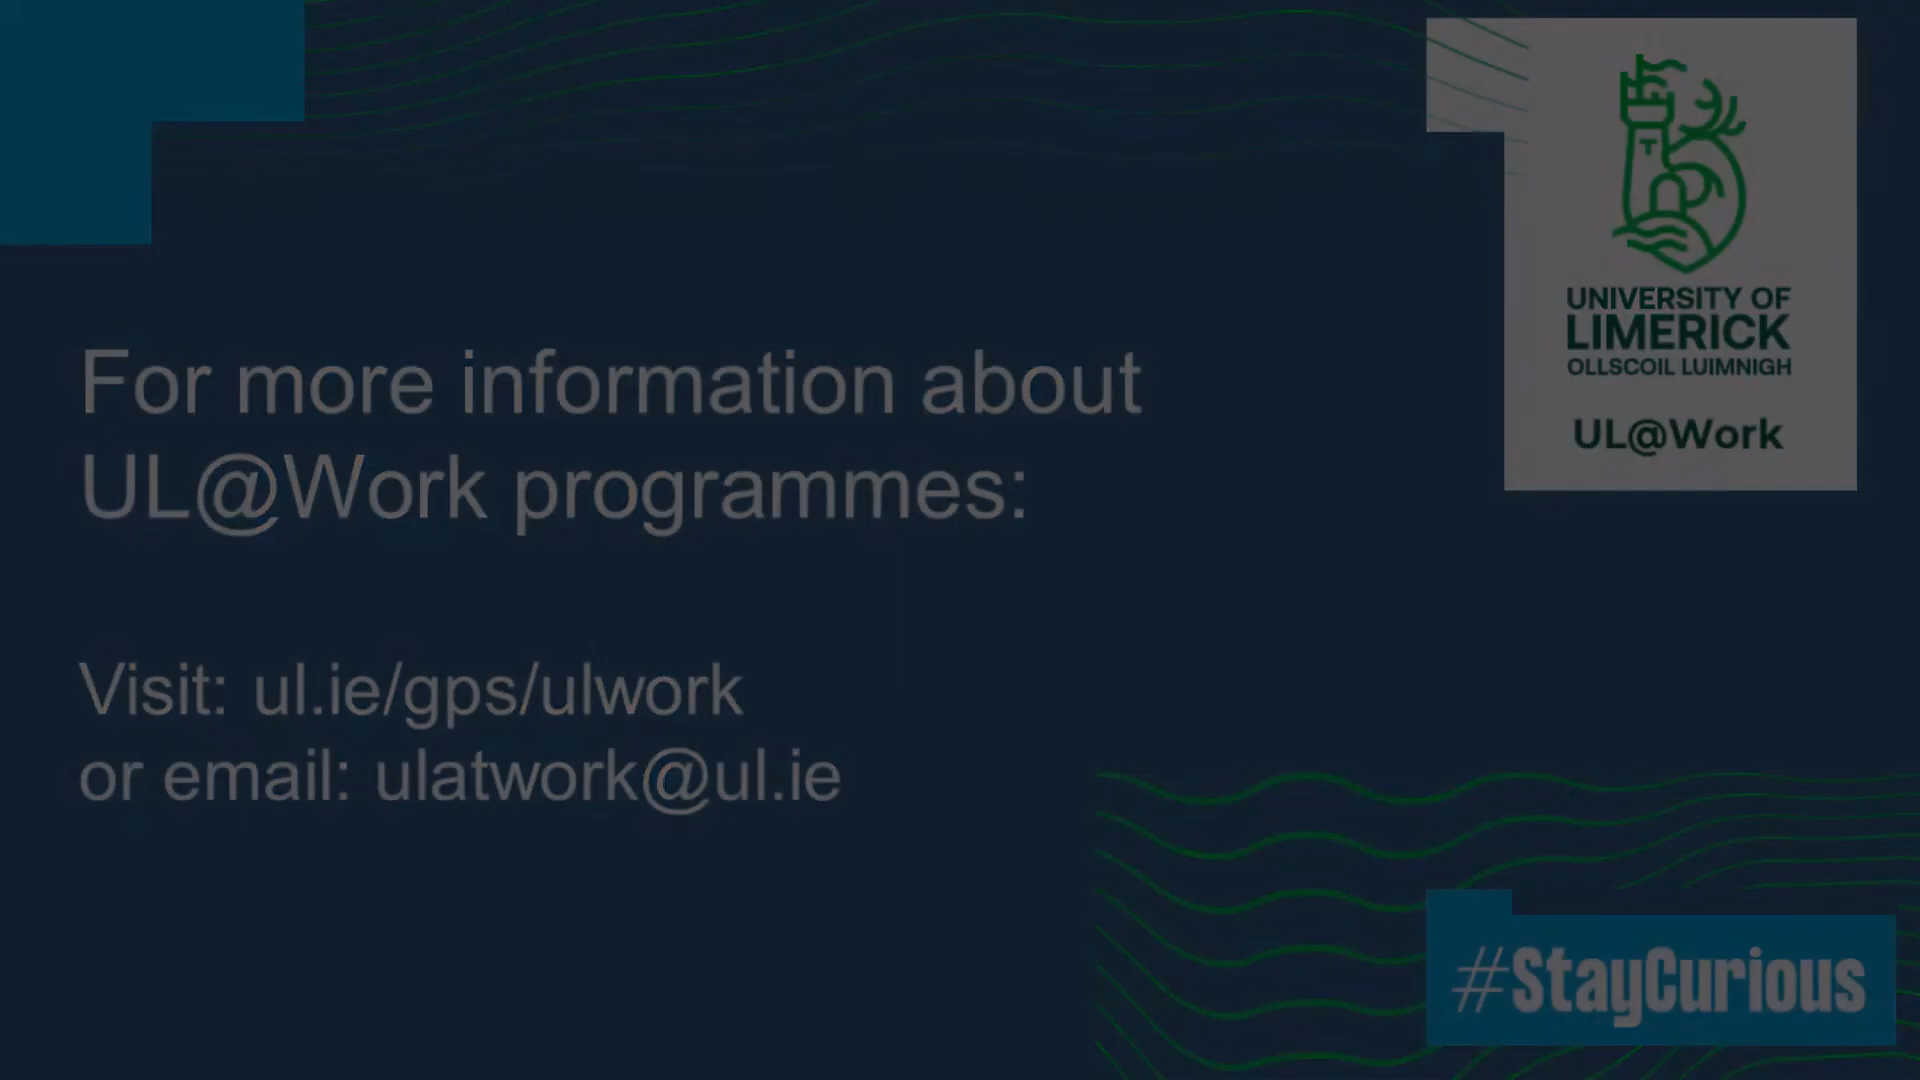 UNIVERSITY OF
LIMERICK
OLLSCOIL LUIMNIGH
UL@Work
For more information about
UL@Work programmes:
Visit: ul.ie/gps/ulwork
or email: ulatwork@ul.ie
#StayCurious